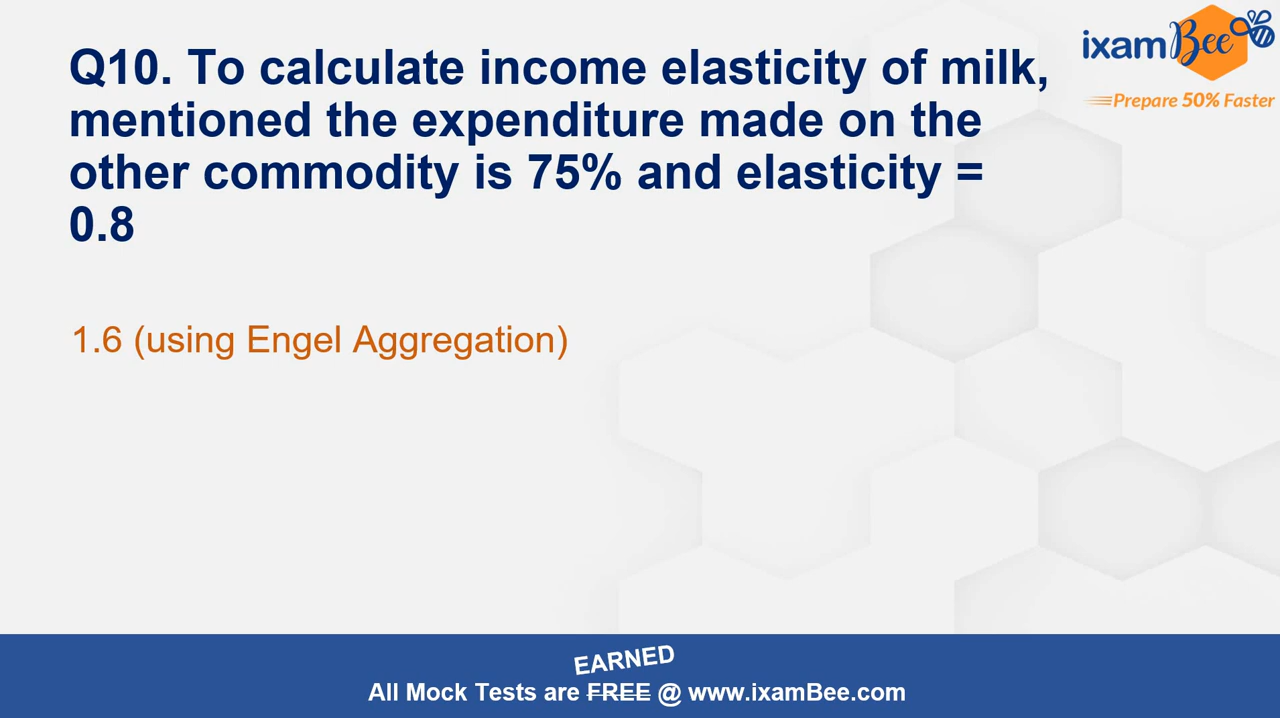 ixamBee
Prepare 50% Faster
Q10. To calculate income elasticity of milk,
mentioned the expenditure made on the
other commodity is 75% and elasticity =
0.8
1.6 (using Engel Aggregation)
EARNED
All Mock Tests are FREE @ www.ixamBee.com